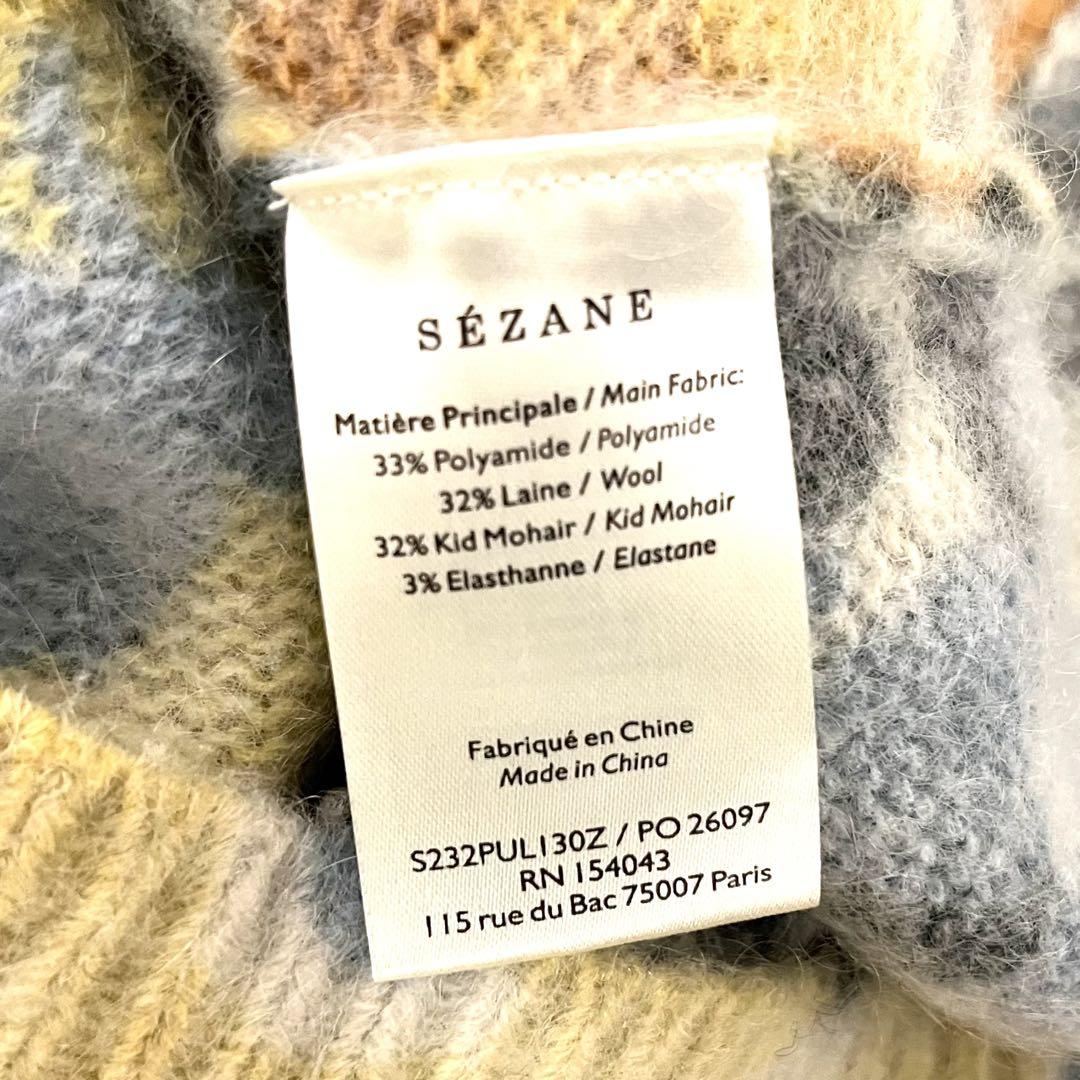 SÉZANE
Matière Principale / Main Fabric:
33% Polyamide / Polyamide
32% Laine / Wool
32% Kid Mohair / Kid Mohair
3% Elasthanne / Elastane
Fabriqué en Chine
Made in China
S232PUL130Z / PO 26097
RN 154043
115 rue du Bac 75007 Paris